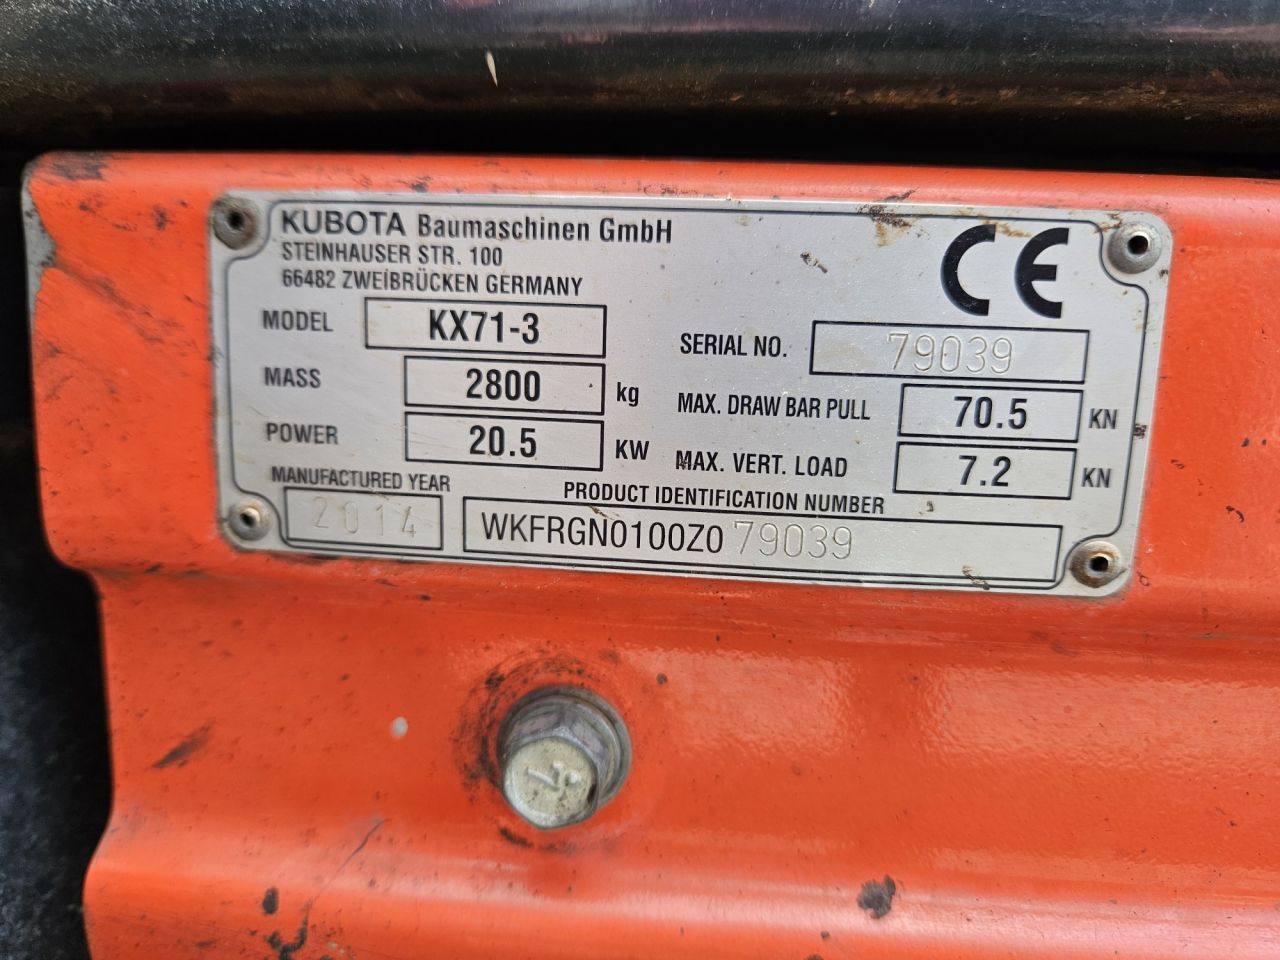 KUBOTA Baumaschinen GmbH
STEINHAUSER STR. 100
66482 ZWEIBRÜCKEN GERMANY
CE
MODEL KX71-3
MASS 2800 kg
POWER 20.5 KW
SERIAL NO. 79039
MAX. DRAW BAR PULL 70.5 KN
MAX. VERT. LOAD 7.2 KN
MANUFACTURED YEAR
2014
PRODUCT IDENTIFICATION NUMBER
WKFRGN0100Z079039